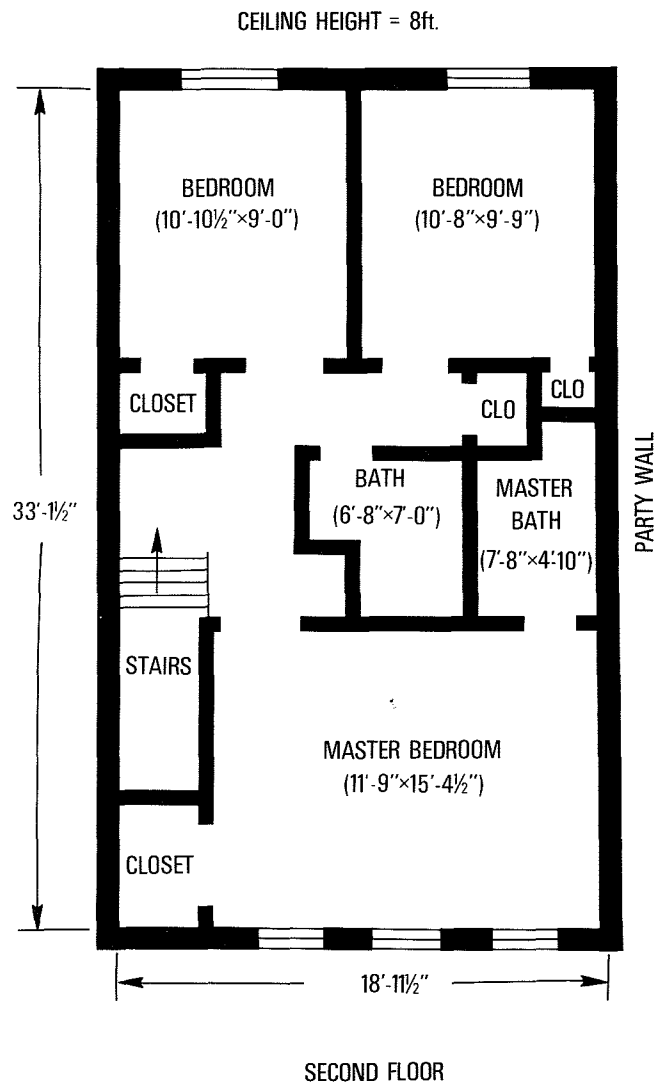 CEILING HEIGHT = 8ft.
BEDROOM
(10'-10½"×9'-0")
BEDROOM
(10'-8"×9'-9")
CLOSET
CLO
CLO
33'-1½"
BATH
(6'-8"×7'-0")
MASTER
BATH
(7'-8"×4'-10")
PARTY WALL
STAIRS
MASTER BEDROOM
(11'-9"×15'-4½")
CLOSET
18'-11½"
SECOND FLOOR